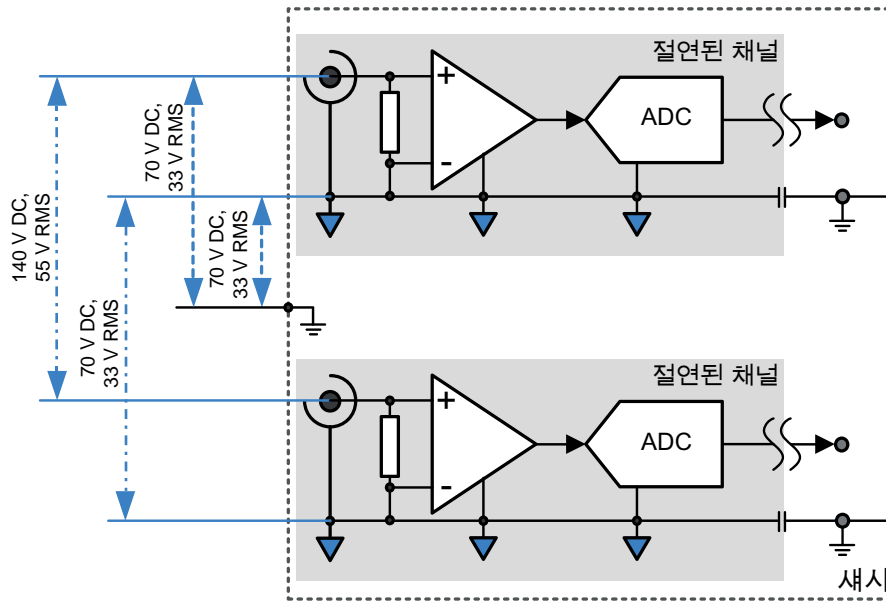 절연된 채널
+
-
ADC
70 V DC,
33 V RMS
140 V DC,
55 V RMS
70 V DC,
33 V RMS
70 V DC,
33 V RMS
절연된 채널
+
-
ADC
섀시